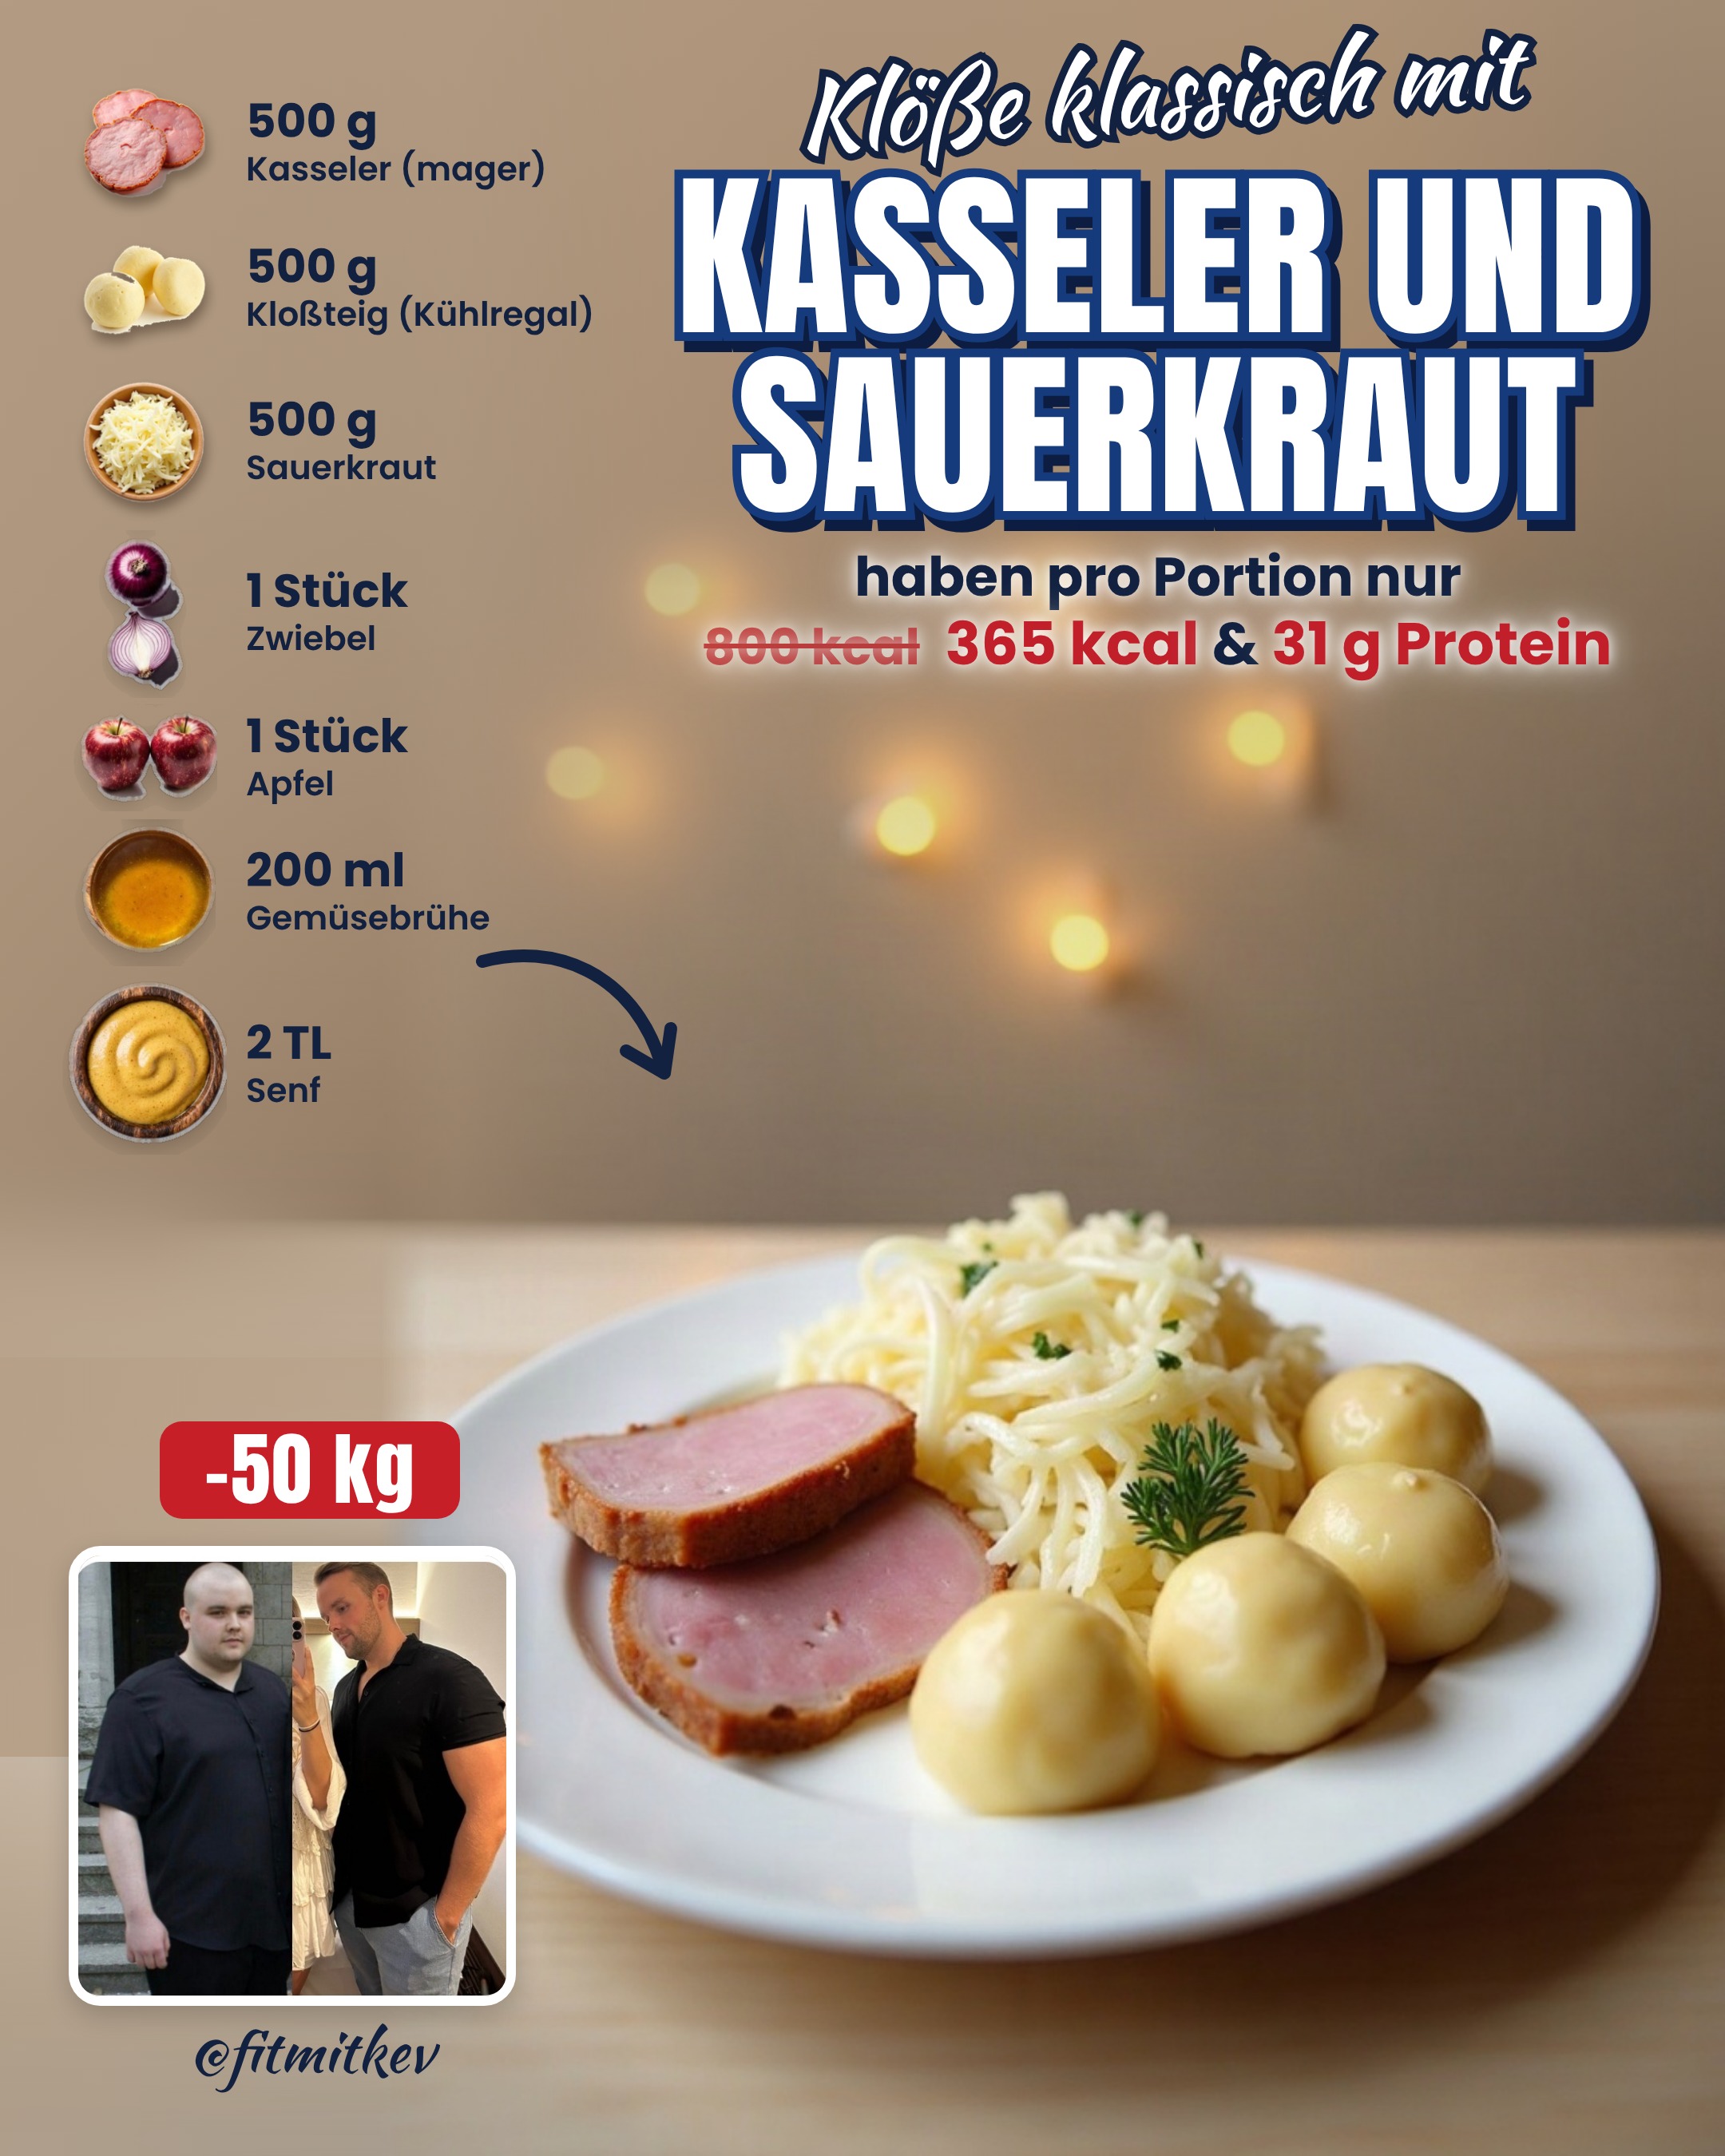 Klöße klassisch mit
KASSELER UND
SAUERKRAUT
haben pro Portion nur
800 kcal 365 kcal & 31 g Protein
500 g
Kasseler (mager)
500 g
Kloßteig (Kühlregal)
500 g
Sauerkraut
1 Stück
Zwiebel
1 Stück
Apfel
200 ml
Gemüsebrühe
2 TL
Senf
-50 kg
@fitmitkev